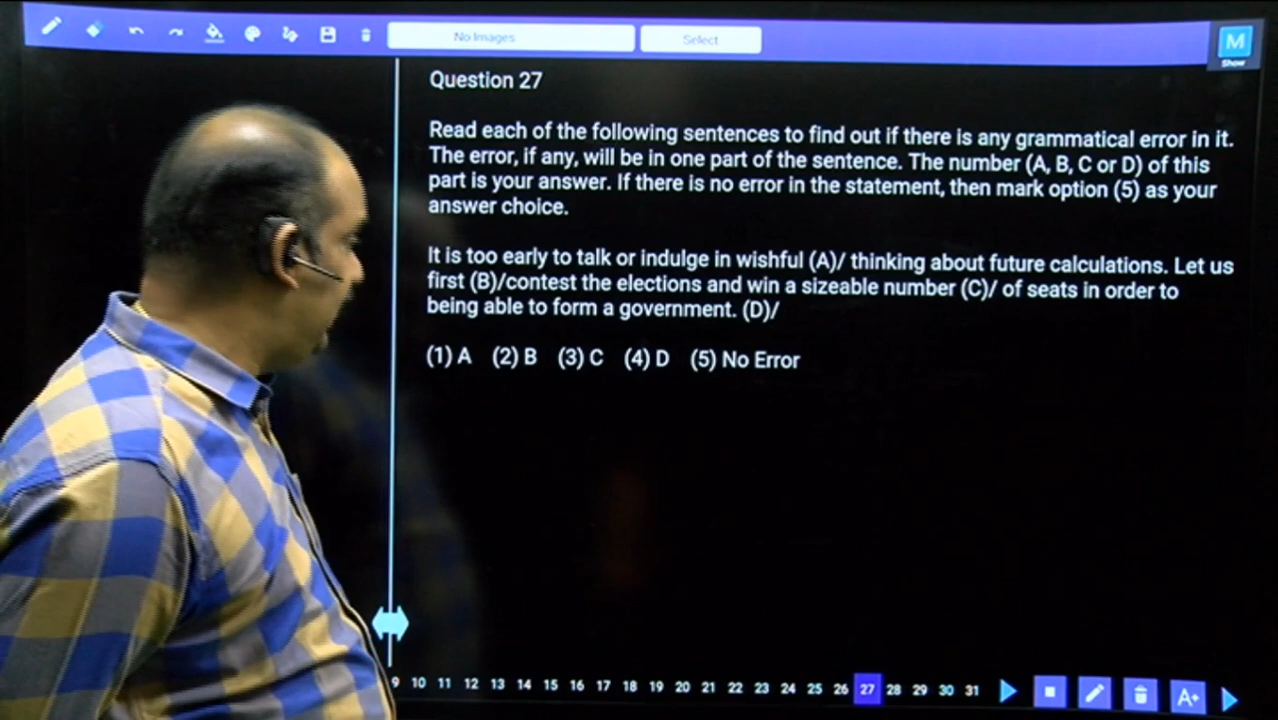 No Images
Select
M
Show
Question 27
Read each of the following sentences to find out if there is any grammatical error in it.
The error, if any, will be in one part of the sentence. The number (A, B, C or D) of this
part is your answer. If there is no error in the statement, then mark option (5) as your
answer choice.
It is too early to talk or indulge in wishful (A)/ thinking about future calculations. Let us
first (B)/contest the elections and win a sizeable number (C)/ of seats in order to
being able to form a government. (D)/
(1) A (2) B (3) C (4) D (5) No Error
9 10 11 12 13 14 15 16 17 18 19 20 21 22 23 24 25 26 27 28 29 30 31
A+